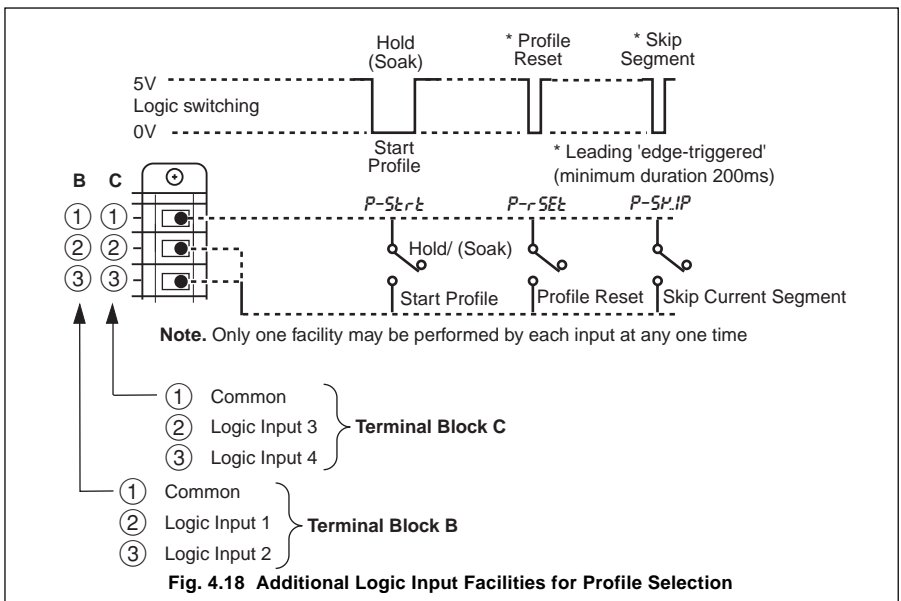 Hold
(Soak)
* Profile
Reset
* Skip
Segment
5V
Logic switching
0V
Start
Profile
* Leading 'edge-triggered'
(minimum duration 200ms)
B C
P-Strt
P-rSEt
P-SKIP
1 1
2 2
3 3
Hold/ (Soak)
Start Profile
Profile Reset
Skip Current Segment
Note. Only one facility may be performed by each input at any one time
1 Common
2 Logic Input 3
3 Logic Input 4
Terminal Block C
1 Common
2 Logic Input 1
3 Logic Input 2
Terminal Block B
Fig. 4.18 Additional Logic Input Facilities for Profile Selection